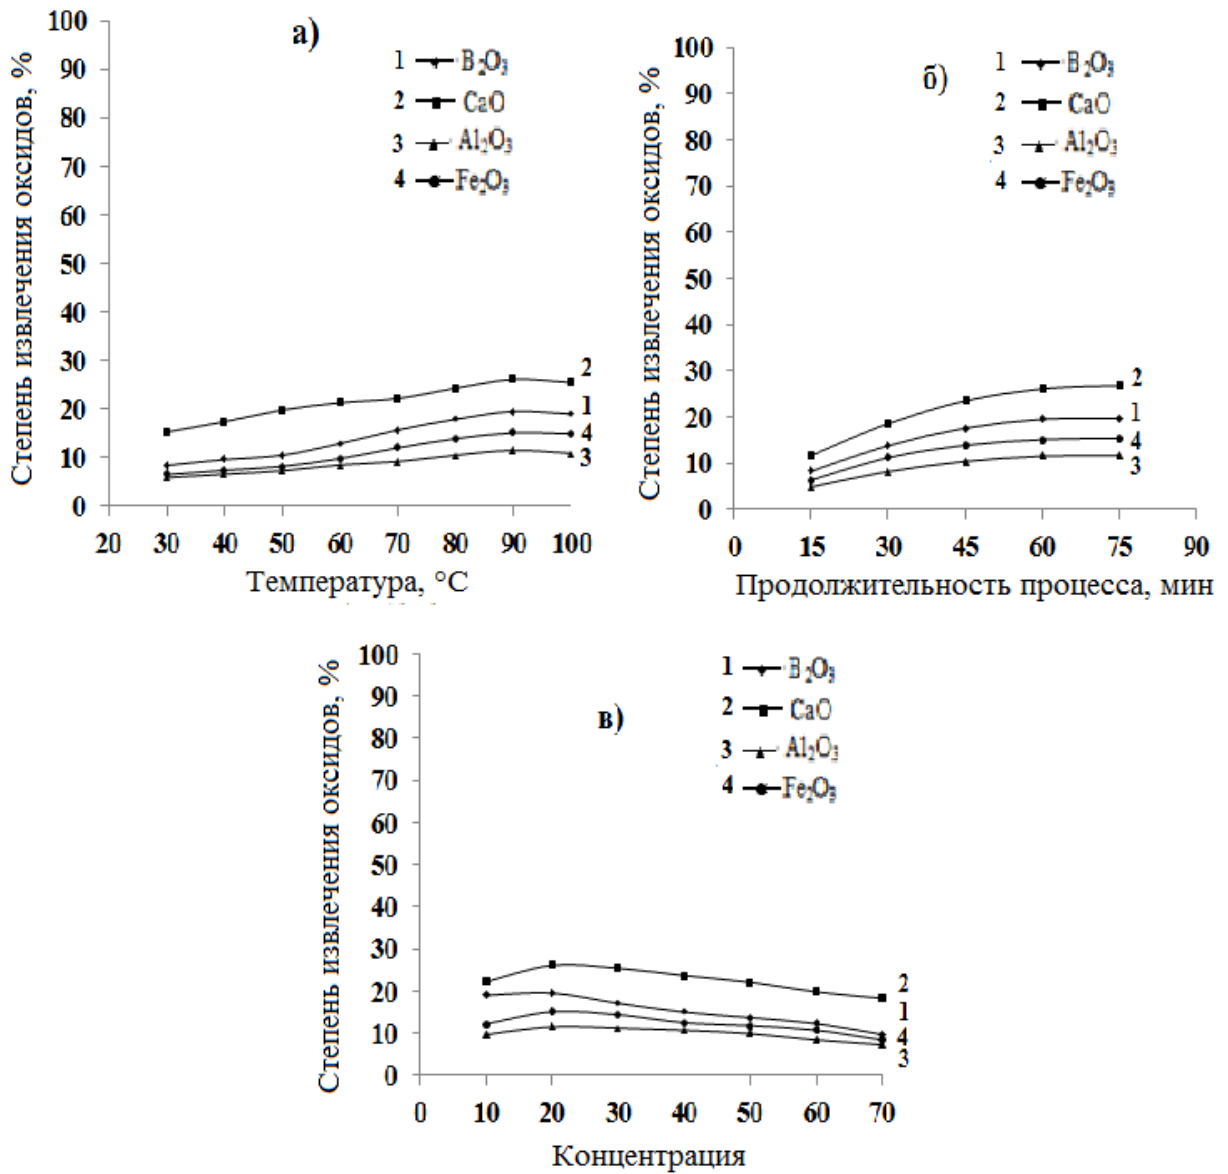 а)
Степень извлечения оксидов, %
100
90
80
70
60
50
40
30
20
10
0
1 B₂O₃
2 CaO
3 Al₂O₃
4 Fe₂O₃
2
1
4
3
20 30 40 50 60 70 80 90 100
Температура, °C
б)
Степень извлечения оксидов, %
100
90
80
70
60
50
40
30
20
10
0
1 B₂O₃
2 CaO
3 Al₂O₃
4 Fe₂O₃
2
1
4
3
0 15 30 45 60 75 90
Продолжительность процесса, мин
в)
Степень извлечения оксидов, %
100
90
80
70
60
50
40
30
20
10
0
1 B₂O₃
2 CaO
3 Al₂O₃
4 Fe₂O₃
2
1
4
3
0 10 20 30 40 50 60 70
Концентрация